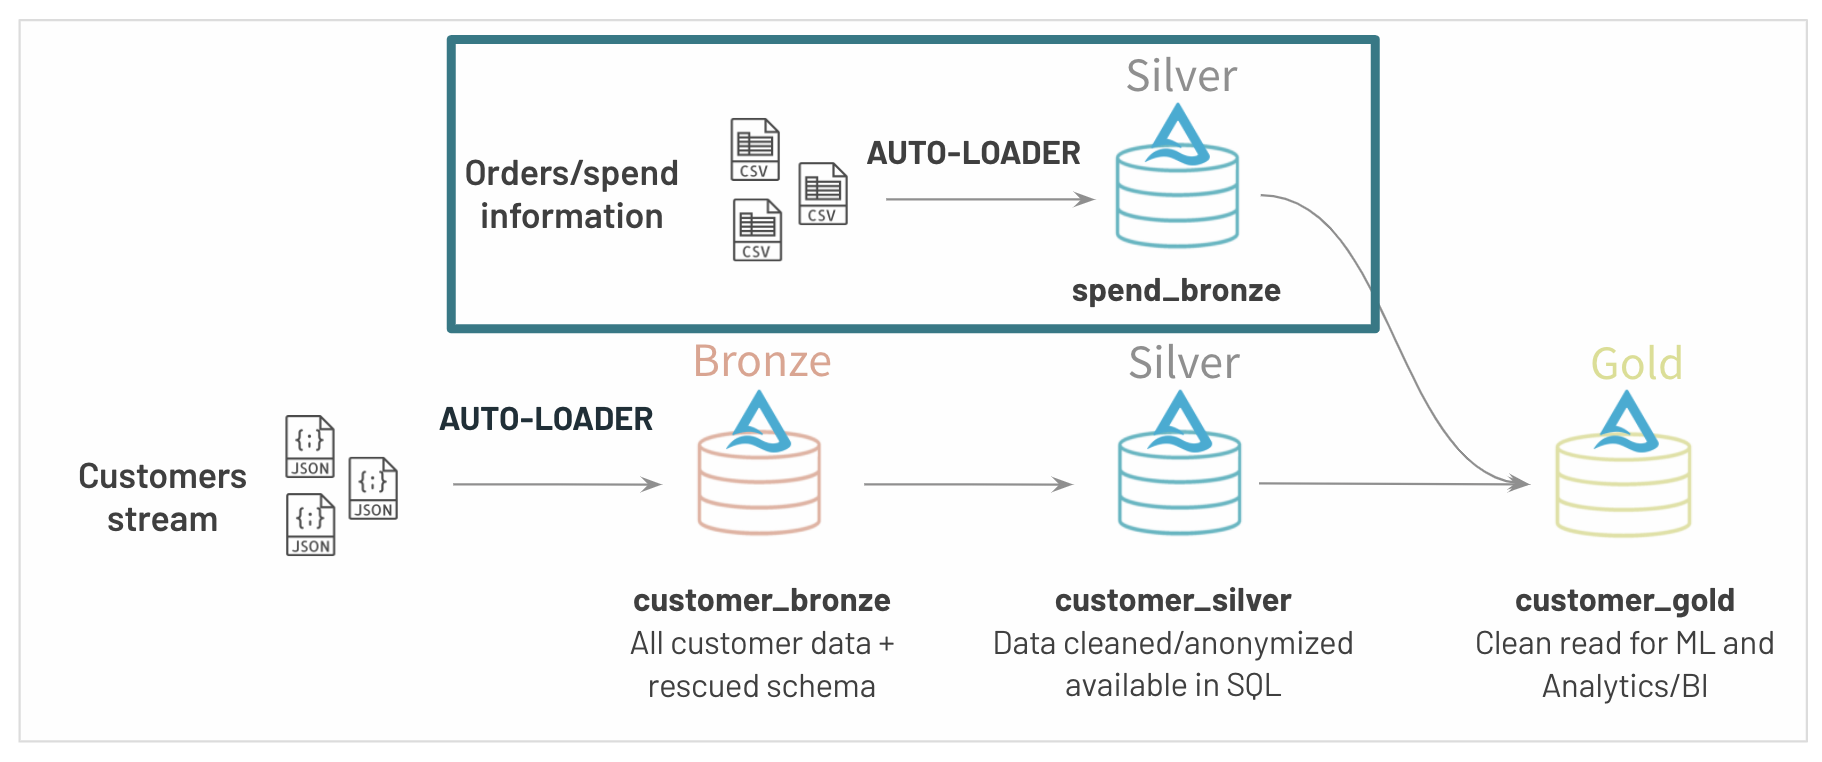 Silver
AUTO-LOADER
Orders/spend
information
CSV
CSV
CSV
spend_bronze
Bronze
Silver
Gold
AUTO-LOADER
Customers
stream
{;}
JSON
{;}
JSON
{;}
JSON
customer_bronze
All customer data +
rescued schema
customer_silver
Data cleaned/anonymized
available in SQL
customer_gold
Clean read for ML and
Analytics/BI